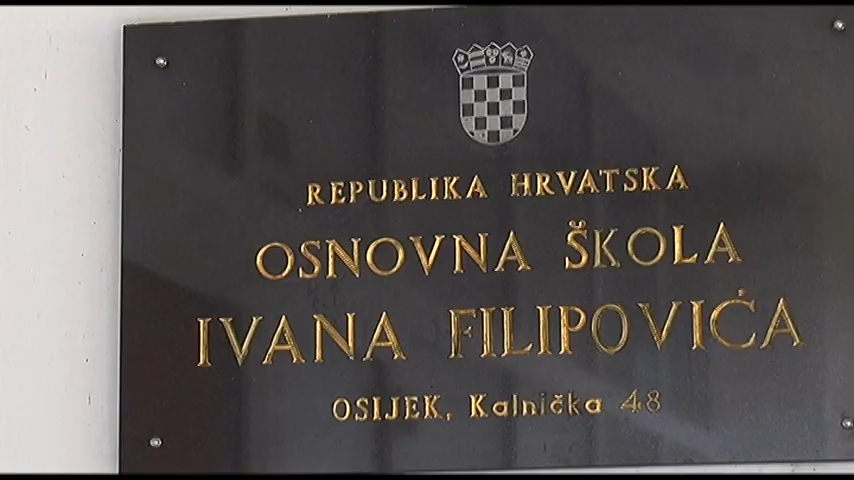 REPUBLIKA HRVATSKA
OSNOVNA ŠKOLA
IVANA FILIPOVIĆA
OSIJEK, Kalnička 48